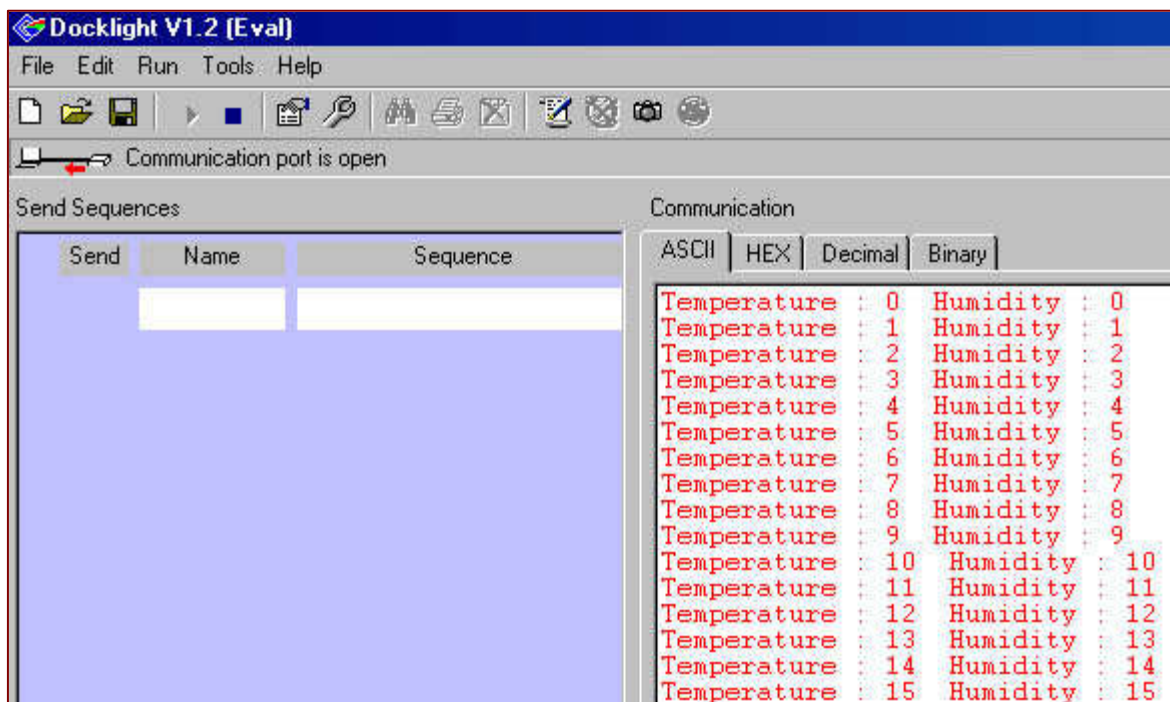 Docklight V1.2 (Eval)
File Edit Run Tools Help
Communication port is open
Send Sequences
Send Name Sequence
Communication
ASCII HEX Decimal Binary
Temperature : 0 Humidity : 0
Temperature : 1 Humidity : 1
Temperature : 2 Humidity : 2
Temperature : 3 Humidity : 3
Temperature : 4 Humidity : 4
Temperature : 5 Humidity : 5
Temperature : 6 Humidity : 6
Temperature : 7 Humidity : 7
Temperature : 8 Humidity : 8
Temperature : 9 Humidity : 9
Temperature : 10 Humidity : 10
Temperature : 11 Humidity : 11
Temperature : 12 Humidity : 12
Temperature : 13 Humidity : 13
Temperature : 14 Humidity : 14
Temperature : 15 Humidity : 15